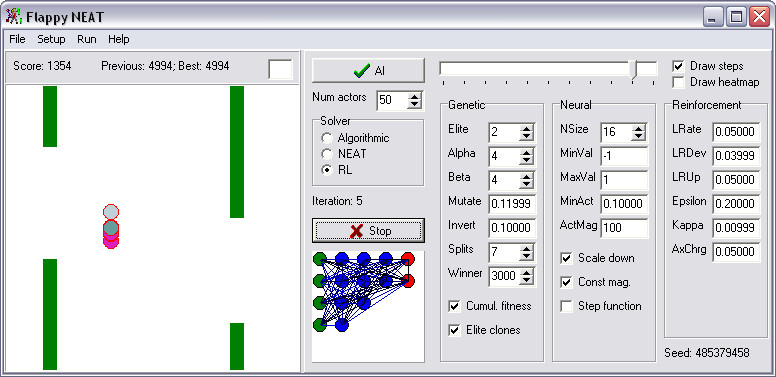 Flappy NEAT
File Setup Run Help
Score: 1354 Previous: 4994; Best: 4994
AI
Num actors 50
Solver
Algorithmic
NEAT
RL
Iteration: 5
Stop
Draw steps
Draw heatmap
Genetic
Elite 2
Alpha 4
Beta 4
Mutate 0.11999
Invert 0.10000
Splits 7
Winner 3000
Cumul. fitness
Elite clones
Neural
NSize 16
MinVal -1
MaxVal 1
MinAct 0.10000
ActMag 100
Scale down
Const mag.
Step function
Reinforcement
LRate 0.05000
LRDev 0.03999
LRUp 0.05000
Epsilon 0.20000
Kappa 0.00999
AxChrg 0.05000
Seed: 485379458